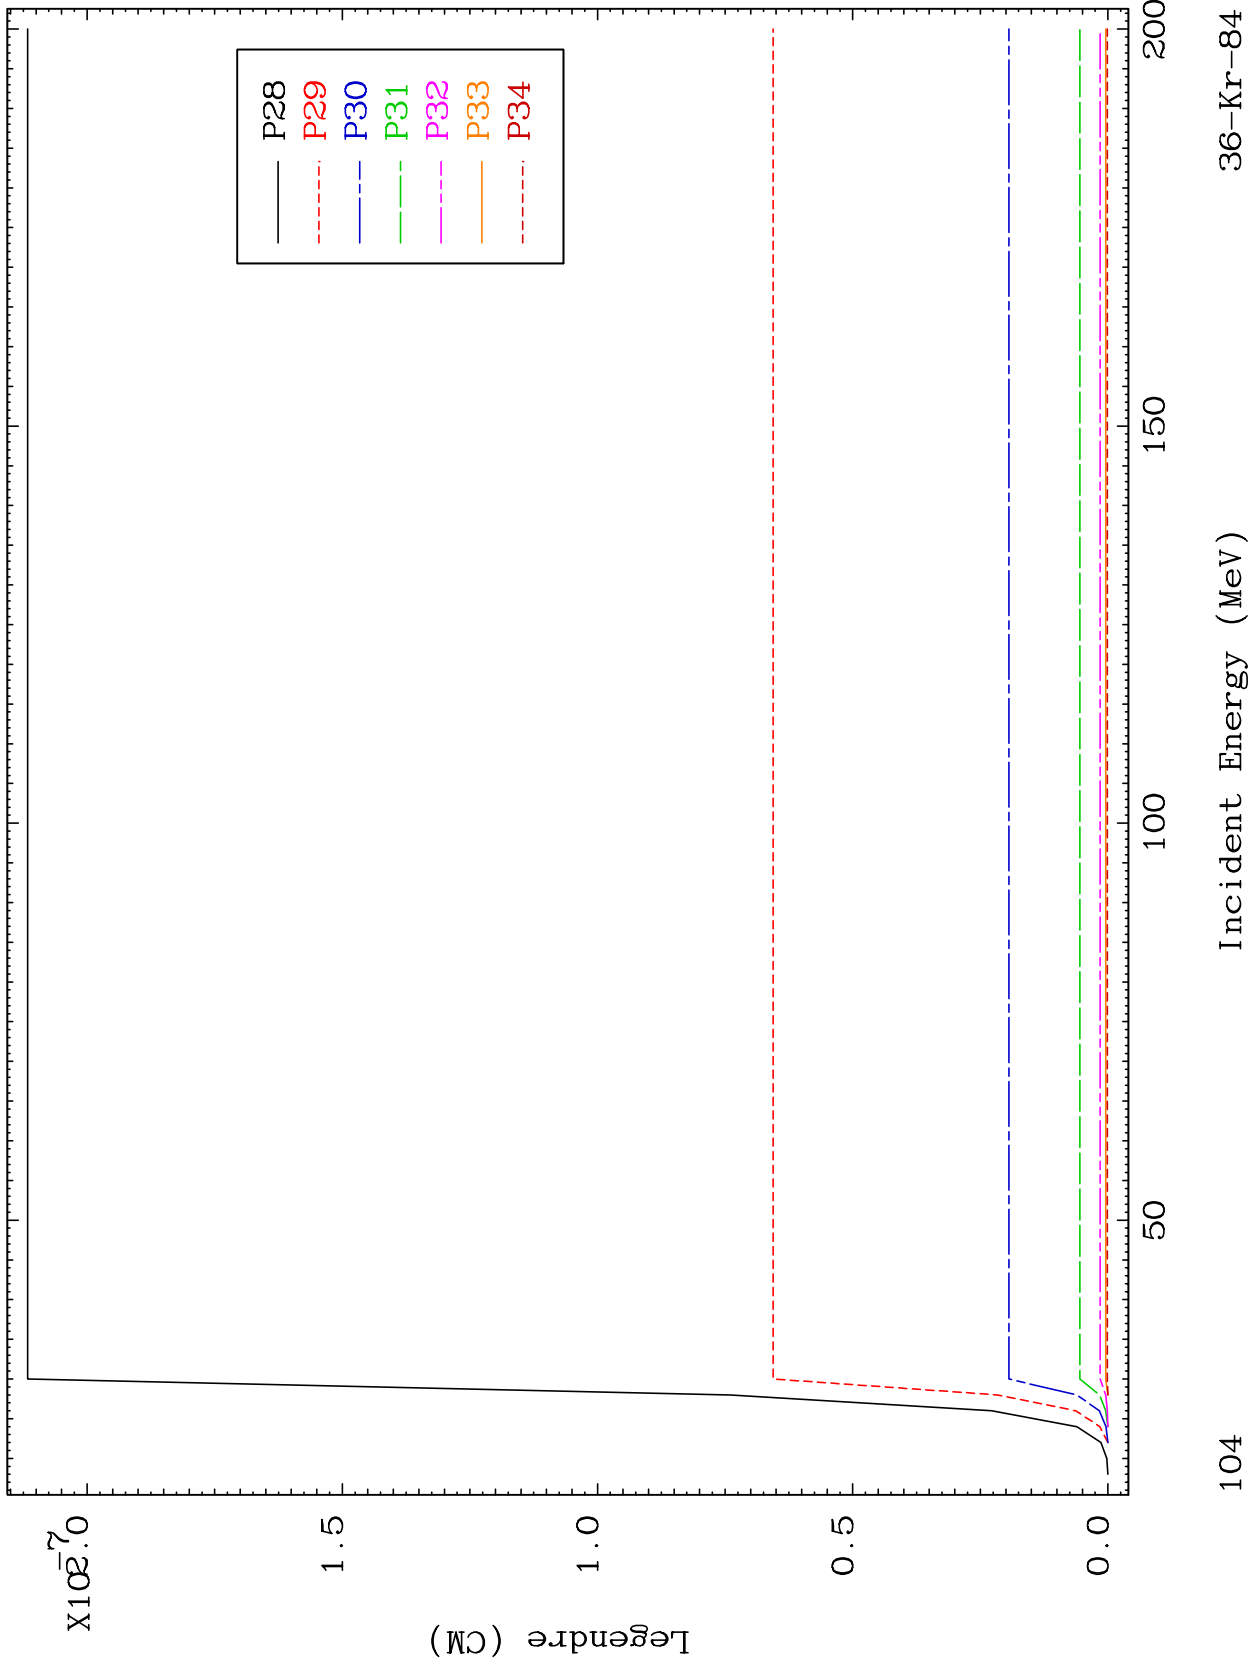 X10-7
2.0
1.5
1.0
0.5
0.0
Legendre (CM)
P28
P29
P30
P31
P32
P33
P34
50
100
150
200
Incident Energy (MeV)
104
36-Kr-84